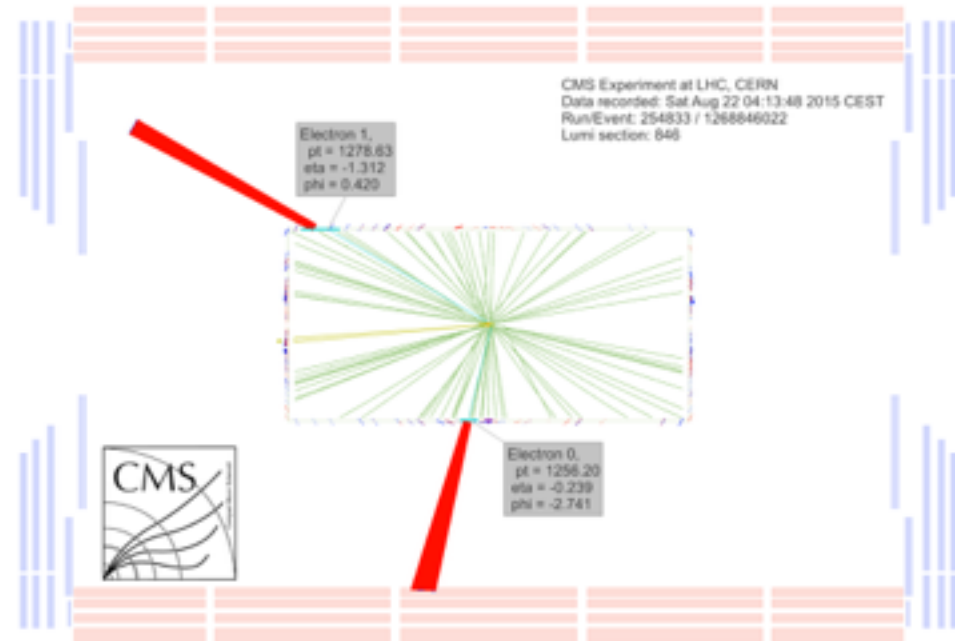 CMS Experiment at LHC, CERN
Data recorded: Sat Aug 22 04:13:48 2015 CEST
Run/Event: 254833 / 1268846022
Lumi section: 846
Electron 1,
pt = 1278.63
eta = -1.312
phi = 0.420
Electron 0,
pt = 1256.20
eta = -0.239
phi = -2.741
CMS